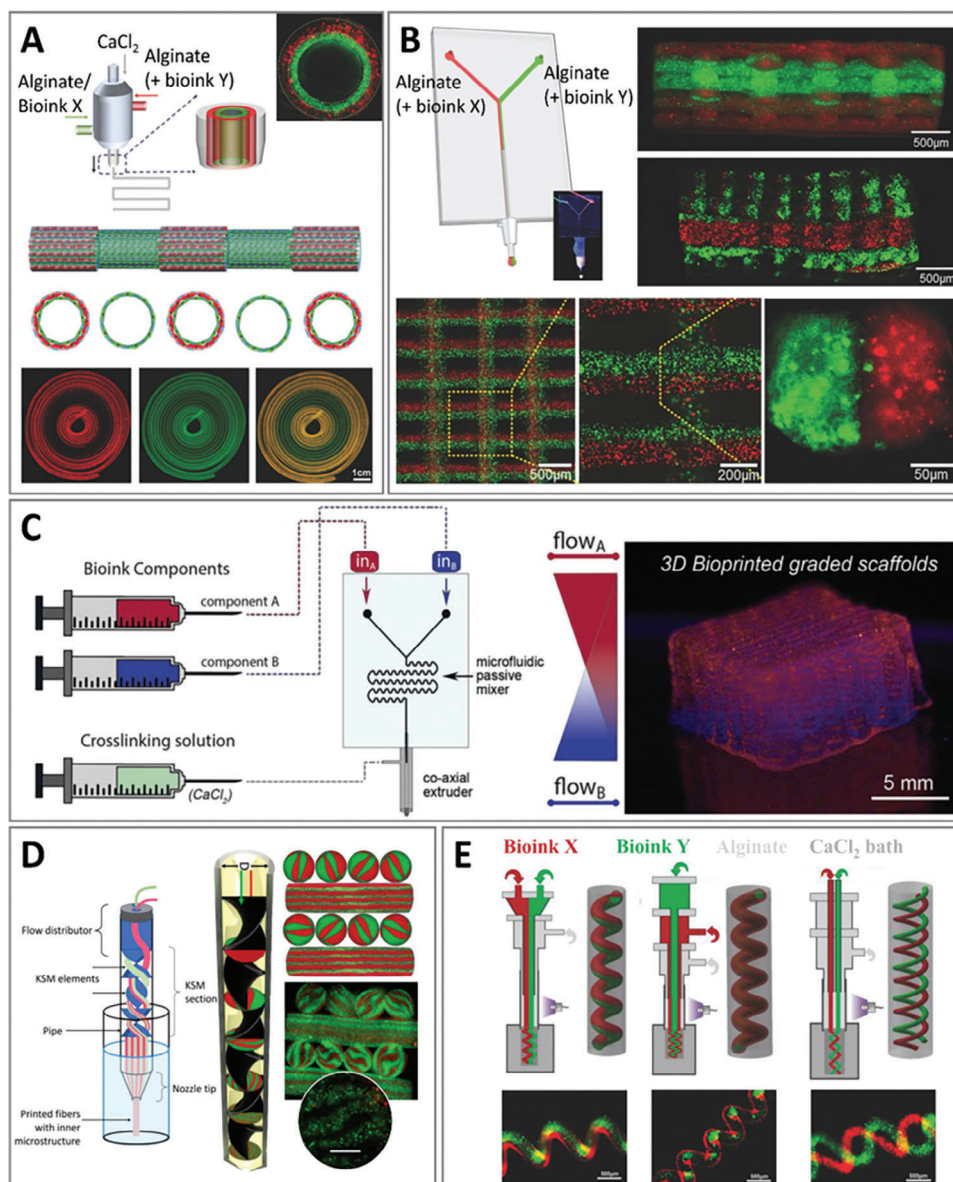 A
CaCl2
Alginate/
Bioink X
Alginate
(+ bioink Y)
1cm
B
Alginate
(+ bioink X)
Alginate
(+ bioink Y)
500μm
500μm
500μm
200μm
50μm
C
Bioink Components
component A
component B
Crosslinking solution
(CaCl2)
inA
inB
microfluidic
passive
mixer
co-axial
extruder
flowA
flowB
3D Bioprinted graded scaffolds
5 mm
D
Flow distributor
KSM elements
Pipe
KSM
section
Nozzle tip
Printed fibers
with inner
microstructure
D
E
Bioink X
Bioink Y
Alginate
CaCl2 bath
500μm
500μm
500μm